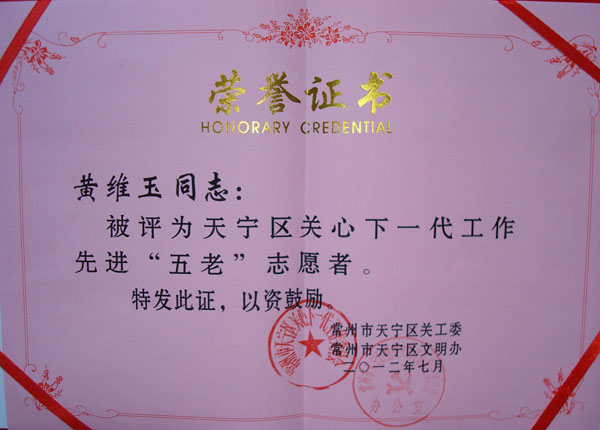 荣誉证书
HONORARY CREDENTIAL
黄维玉同志：
被评为天宁区关心下一代工作
先进“五老”志愿者。
特发此证，以资鼓励。
常州市天宁区关工委
常州市天宁区文明办
二〇一二年七月
办公室